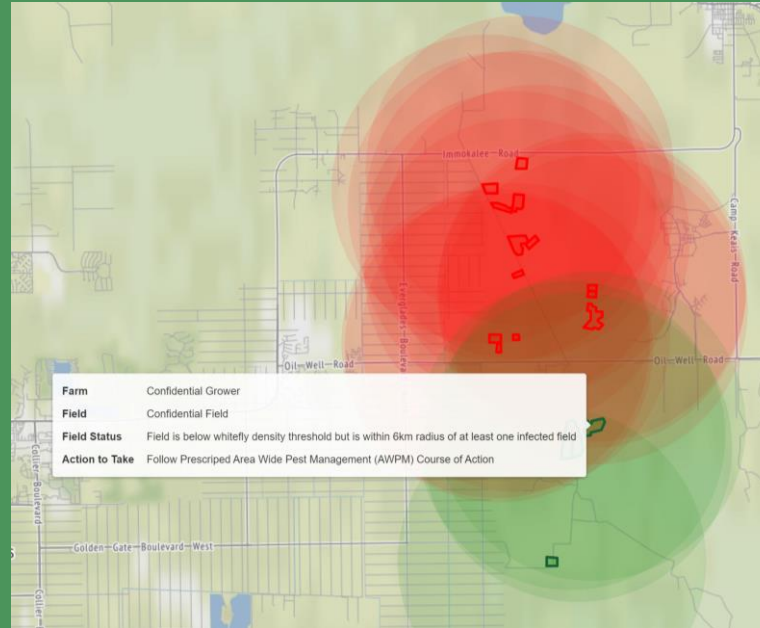 Immokalee Road
Camp Keais Road
Everglades Bouleva
Oil Well Road
Oil Well Road
Farm Confidential Grower
Field Confidential Field
Field Status Field is below whitefly density threshold but is within 6km radius of at least one infected field
Action to Take Follow Prescriped Area Wide Pest Management (AWPM) Course of Action
Collier Boulevard
Golden Gate Boulevard West
Collier